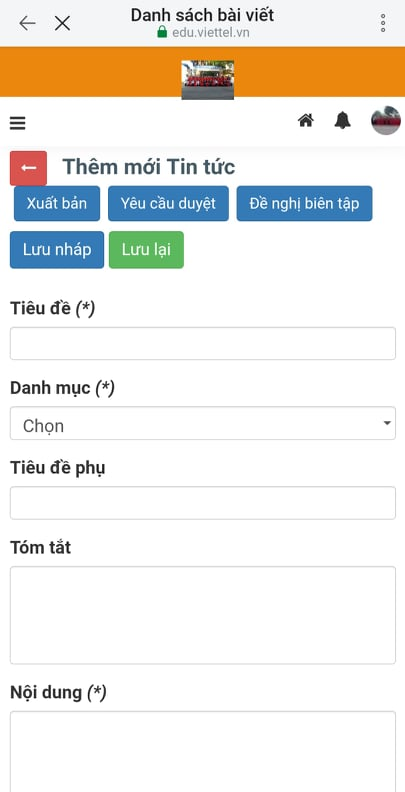 Danh sách bài viết
edu.viettel.vn
Thêm mới Tin tức
Xuất bản Yêu cầu duyệt Đề nghị biên tập
Lưu nháp Lưu lại
Tiêu đề (*)
Danh mục (*)
Chọn
Tiêu đề phụ
Tóm tắt
Nội dung (*)